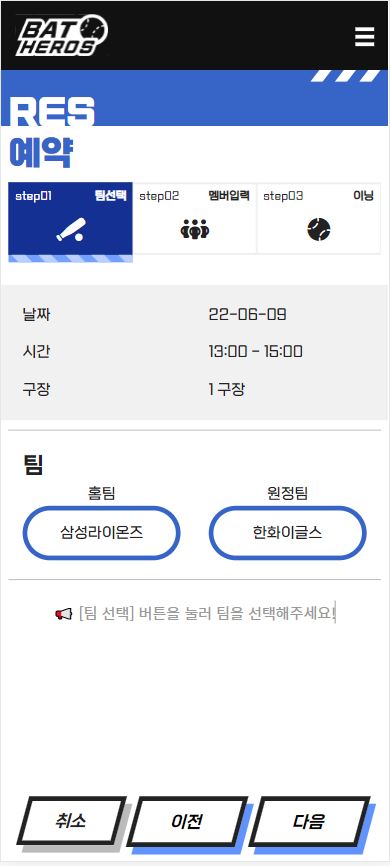 BAT
HEROS
RES
예약
step01 팀선택 step02 멤버입력 step03 이닝
날짜 22-06-09
시간 13:00 - 15:00
구장 1 구장
팀
홈팀 원정팀
삼성라이온즈 한화이글스
[팀 선택] 버튼을 눌러 팀을 선택해주세요!
취소 이전 다음